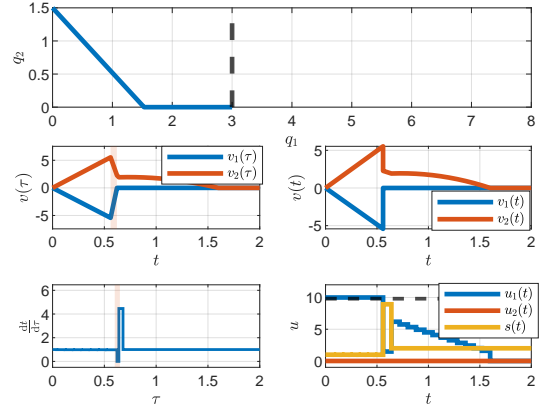 1.5
1
0.5
0
q₂
0 1 2 3 4 5 6 7 8
q₁
5
0
-5
v(τ)
v₁(τ)
v₂(τ)
0 0.5 1 1.5 2
t
5
0
-5
v(t)
v₁(t)
v₂(t)
0 0.5 1 1.5 2
t
6
4
2
0
dt/dτ
0 0.5 1 1.5 2
τ
10
5
0
u
u₁(t)
u₂(t)
s(t)
0 0.5 1 1.5 2
t